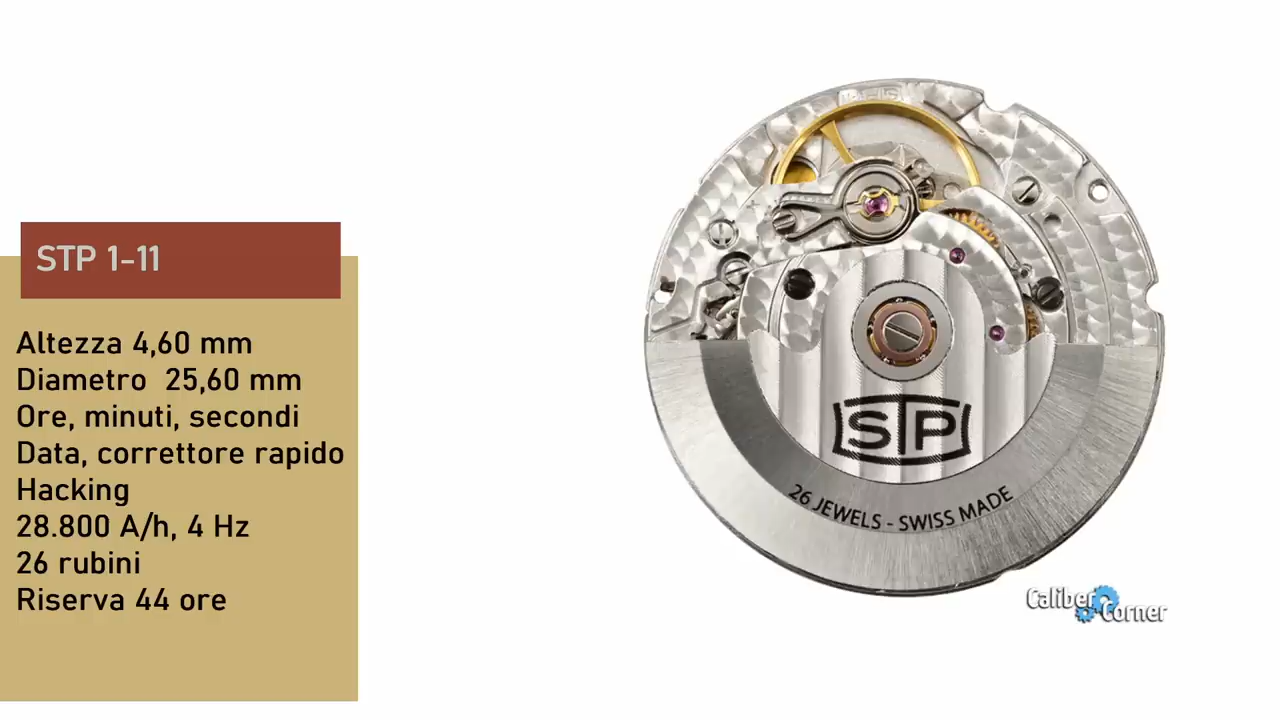 STP 1-11
Altezza 4,60 mm
Diametro 25,60 mm
Ore, minuti, secondi
Data, correttore rapido
Hacking
28.800 A/h, 4 Hz
26 rubini
Riserva 44 ore
STP
26 JEWELS - SWISS MADE
Caliber
Corner